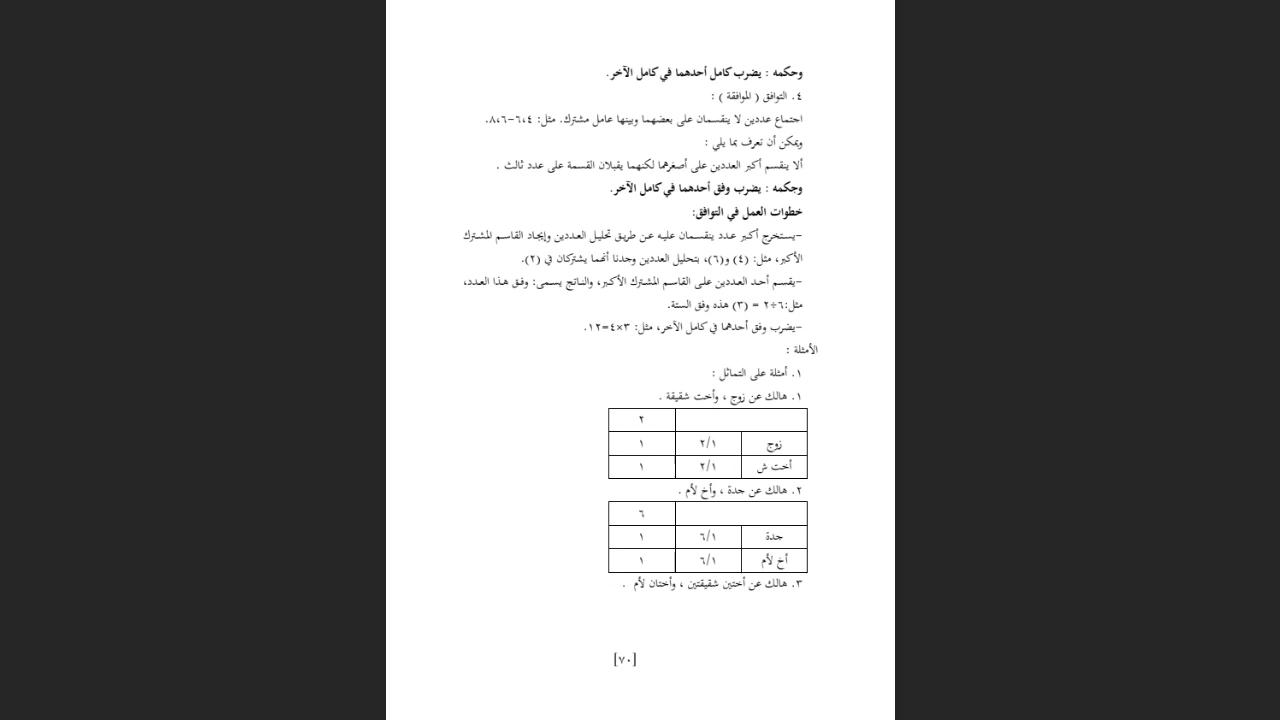 وحكمه : يضرب كامل أحدهما في كامل الآخر.
٤. التوافق ( الموافقة ) :
اجتماع عددين لا ينقسمان على بعضهما وبينها عامل مشترك. مثل: ٦،٤-٨،٦.
ويمكن أن تعرف بما يلي :
ألا ينقسم أكبر العددين على أصغرهما لكنهما يقبلان القسمة على عدد ثالث .
وحكمه : يضرب وفق أحدهما في كامل الآخر.
خطوات العمل في التوافق:
-يستخرج أكبر عدد ينقسمان عليه عن طريق تحليل العددين وإيجاد القاسم المشترك
الأكبر، مثل: (٤) و(٦)، بتحليل العددين وجدنا أنهما يشتركان في (٢).
-يقسم أحد العددين على القاسم المشترك الأكبر، والناتج يسمى: وفق هذا العدد،
مثل:٦÷٢ = (٣) هذه وفق الستة.
-يضرب وفق أحدهما في كامل الآخر، مثل: ٣×٤=١٢.
الأمثلة :
١. أمثلة على التماثل :
١. هالك عن زوج ، وأخت شقيقة .
٢
زوج ٢/١ ١
أخت ش ٢/١ ١
٢. هالك عن جدة ، وأخ لأم .
٦
جدة ٦/١ ١
أخ لأم ٦/١ ١
٣. هالك عن أختين شقيقتين ، وأختان لأم .
[٧٠]